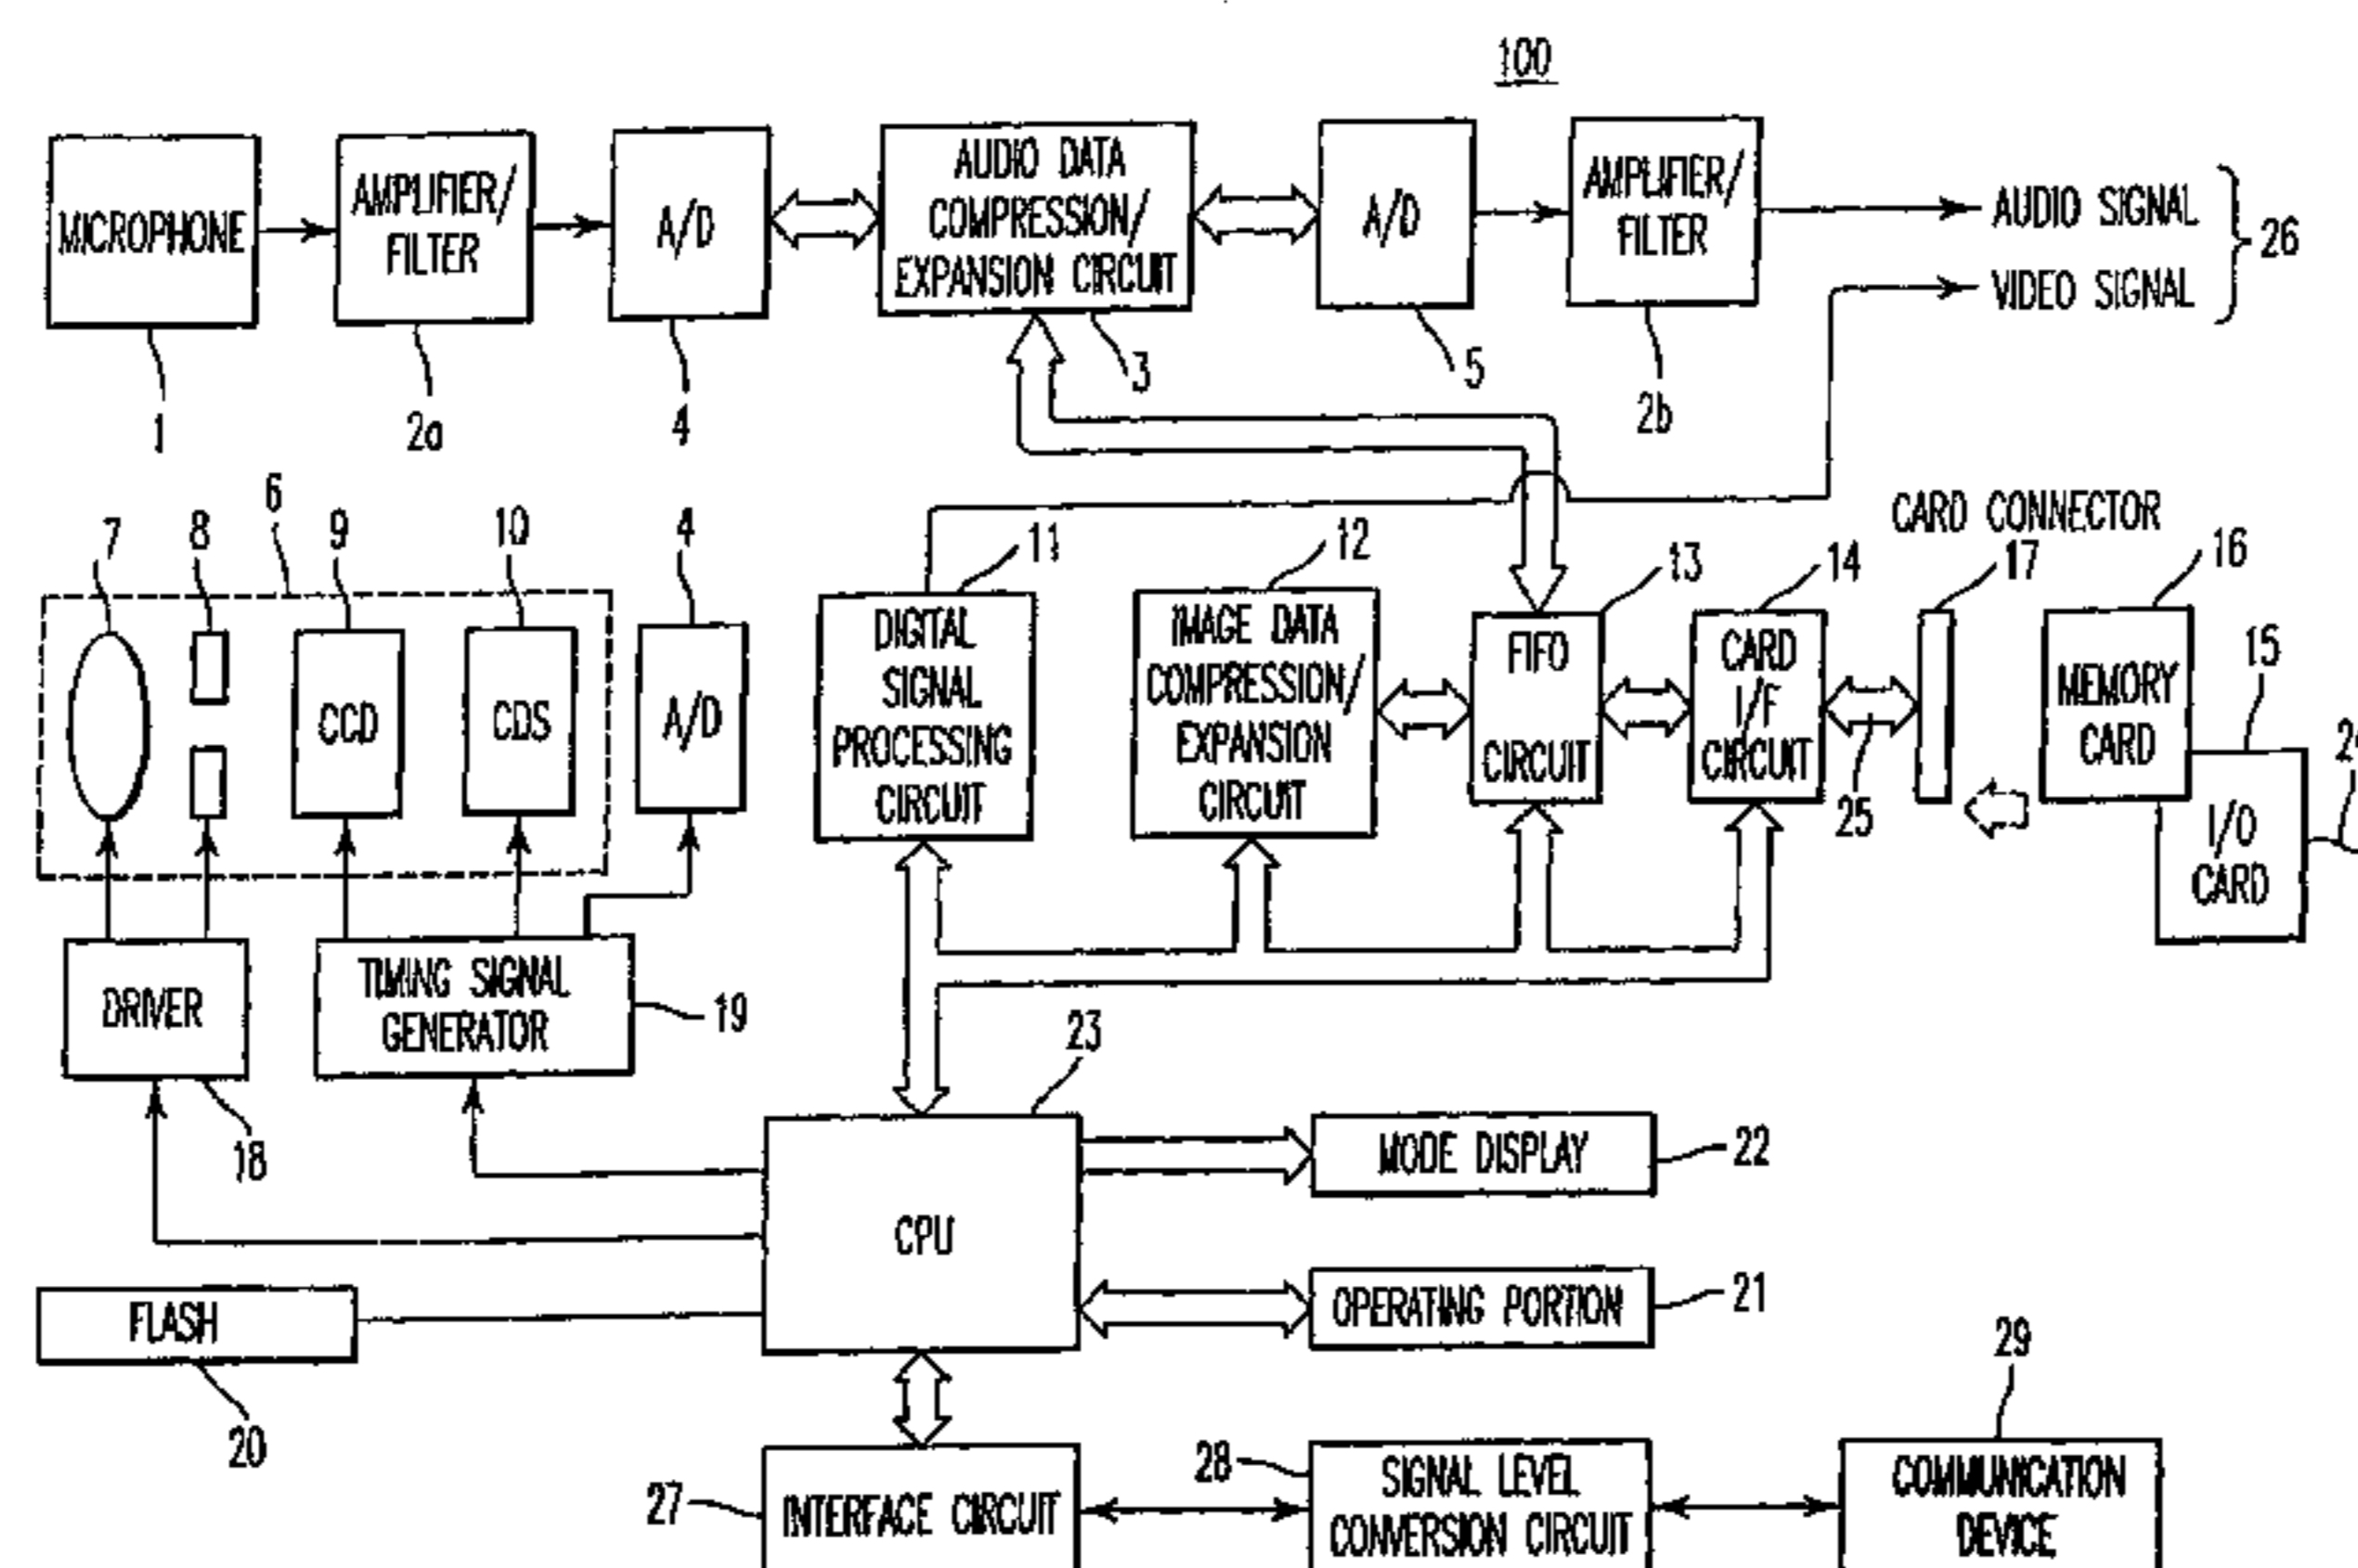 100
MICROPHONE
AMPLIFIER/
FILTER
A/D
AUDIO DATA
COMPRESSION/
EXPANSION CIRCUIT
A/D
AMPLIFIER/
FILTER
AUDIO SIGNAL
VIDEO SIGNAL
26
1
2a
4
3
5
2b
6
7
8
9
10
4
11
12
13
14
CARD CONNECTOR
17
16
15
CCD
CDS
A/D
DIGITAL
SIGNAL
PROCESSING
CIRCUIT
IMAGE DATA
COMPRESSION/
EXPANSION
CIRCUIT
FIFO
CIRCUIT
CARD
I/F
CIRCUIT
25
MEMORY
CARD
I/O
CARD
DRIVER
TIMING SIGNAL
GENERATOR
19
18
23
CPU
MODE DISPLAY
22
OPERATING PORTION
21
FLASH
20
27
INTERFACE CIRCUIT
28
SIGNAL LEVEL
CONVERSION CIRCUIT
29
COMMUNICATION
DEVICE